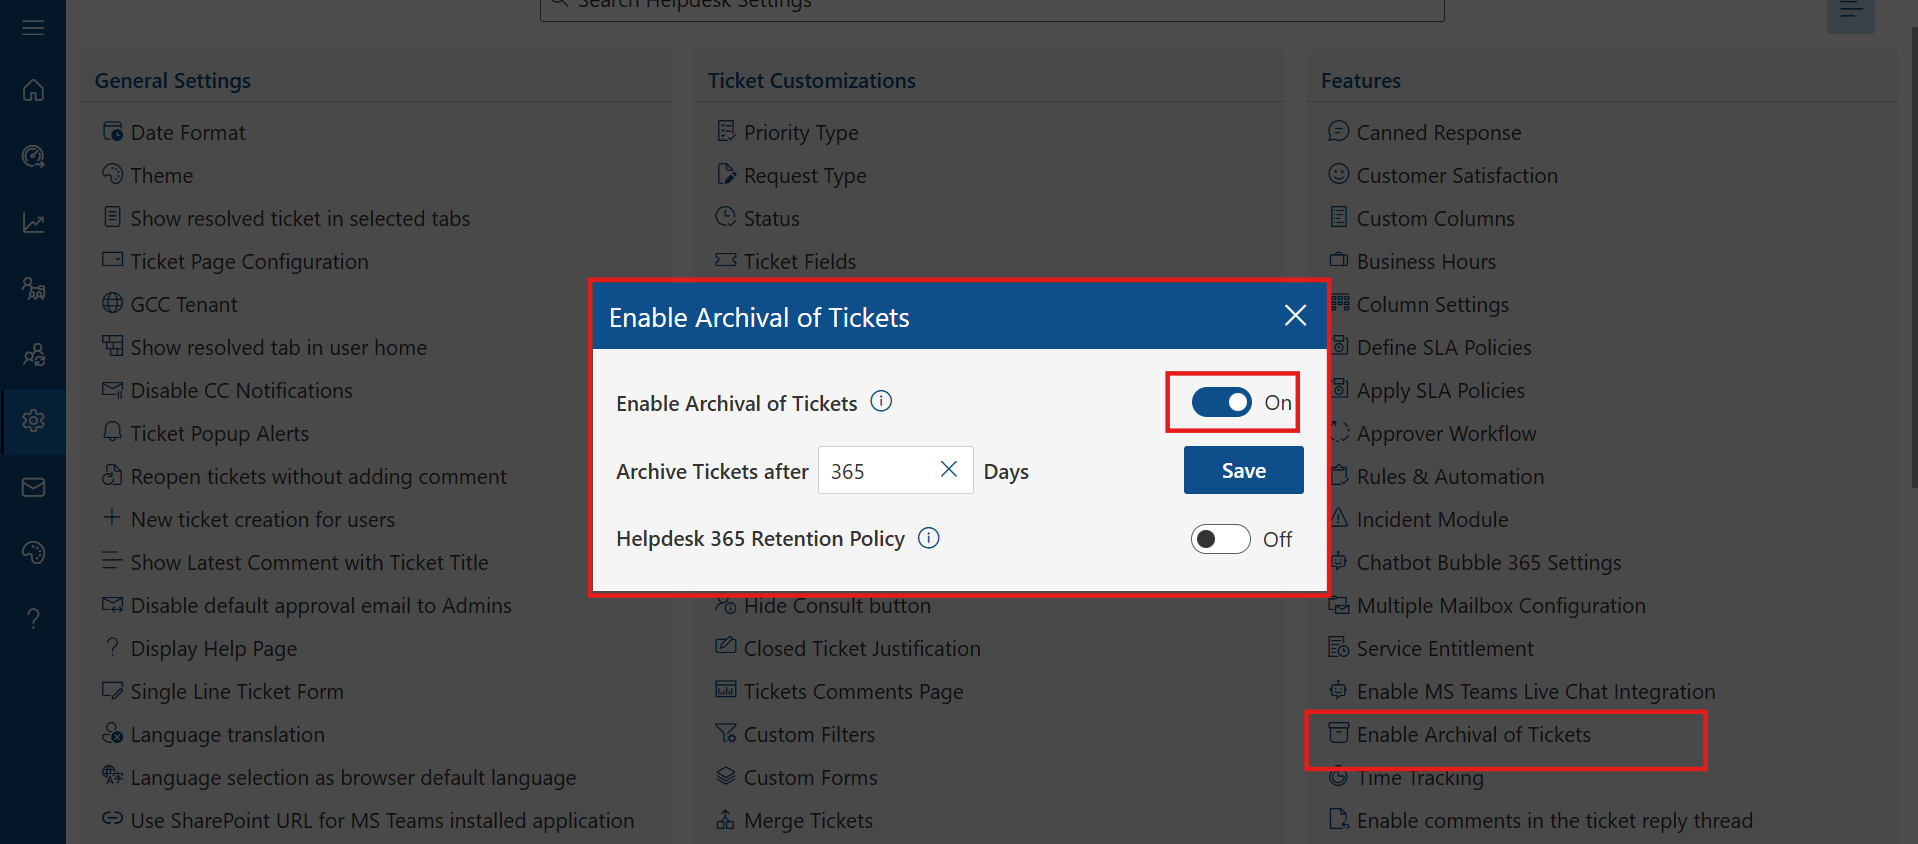 Search Helpdesk Settings
General Settings
Date Format
Theme
Show resolved ticket in selected tabs
Ticket Page Configuration
GCC Tenant
Show resolved tab in user home
Disable CC Notifications
Ticket Popup Alerts
Reopen tickets without adding comment
New ticket creation for users
Show Latest Comment with Ticket Title
Disable default approval email to Admins
Display Help Page
Single Line Ticket Form
Language translation
Language selection as browser default language
Use SharePoint URL for MS Teams installed application
Ticket Customizations
Priority Type
Request Type
Status
Ticket Fields
Hide Consult button
Closed Ticket Justification
Tickets Comments Page
Custom Filters
Custom Forms
Merge Tickets
Features
Canned Response
Customer Satisfaction
Custom Columns
Business Hours
Column Settings
Define SLA Policies
Apply SLA Policies
Approver Workflow
Rules & Automation
Incident Module
Chatbot Bubble 365 Settings
Multiple Mailbox Configuration
Service Entitlement
Enable MS Teams Live Chat Integration
Enable Archival of Tickets
Time Tracking
Enable comments in the ticket reply thread
Enable Archival of Tickets
Enable Archival of Tickets On
Archive Tickets after 365 Days Save
Helpdesk 365 Retention Policy Off